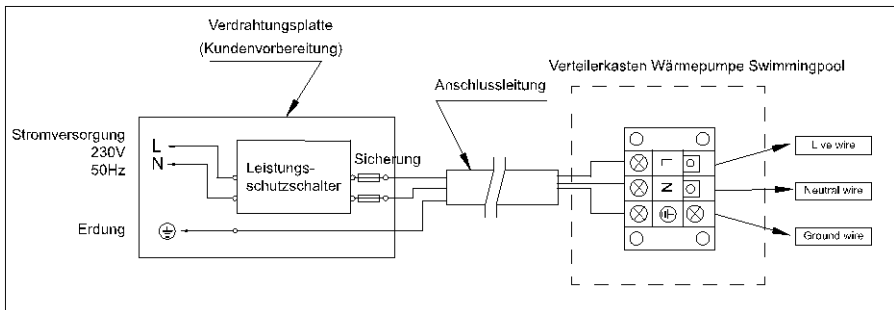 Verdrahtungsplatte
(Kundenvorbereitung)
Verteilerkasten Wärmepumpe Swimmingpool
Anschlussleitung
Stromversorgung
230V
50Hz
L
N
Leistungs-
schutzschalter
Sicherung
Erdung
L
N
Live wire
Neutral wire
Ground wire